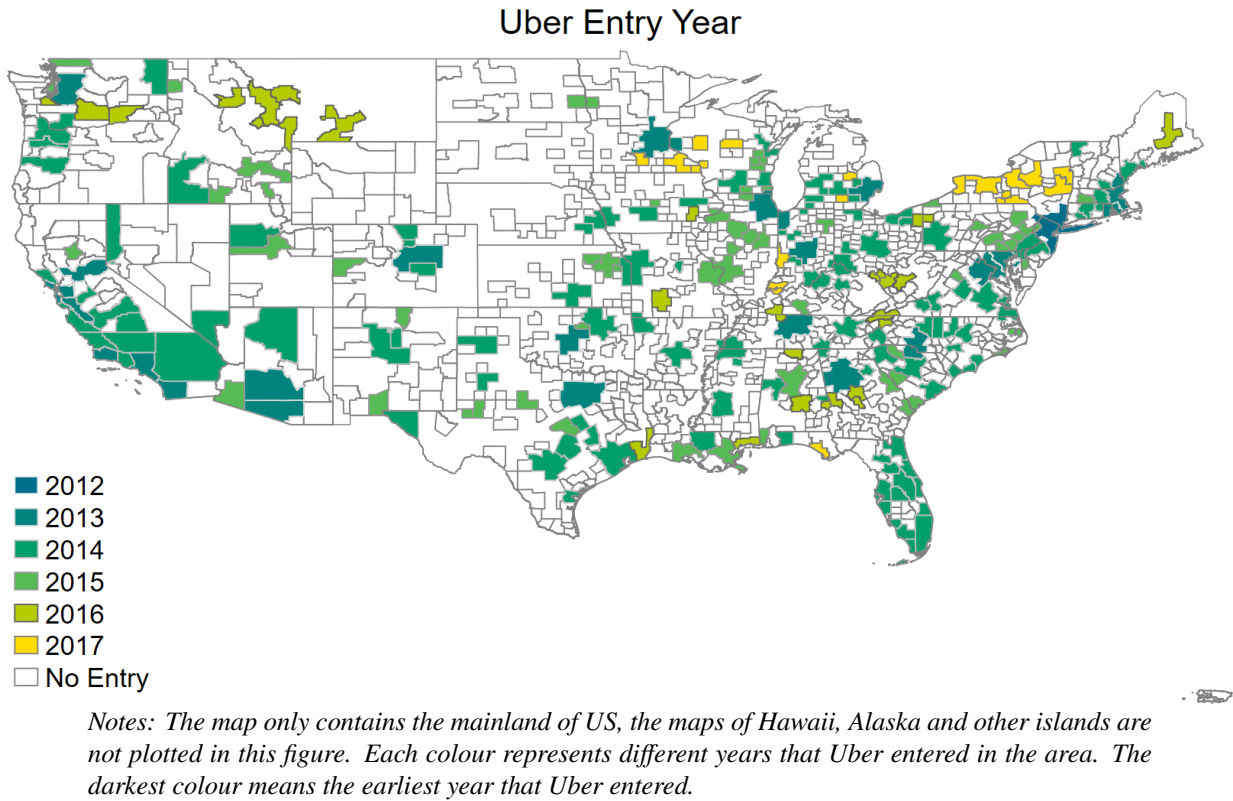 Uber Entry Year
2012
2013
2014
2015
2016
2017
No Entry
Notes: The map only contains the mainland of US, the maps of Hawaii, Alaska and other islands are
not plotted in this figure. Each colour represents different years that Uber entered in the area. The
darkest colour means the earliest year that Uber entered.